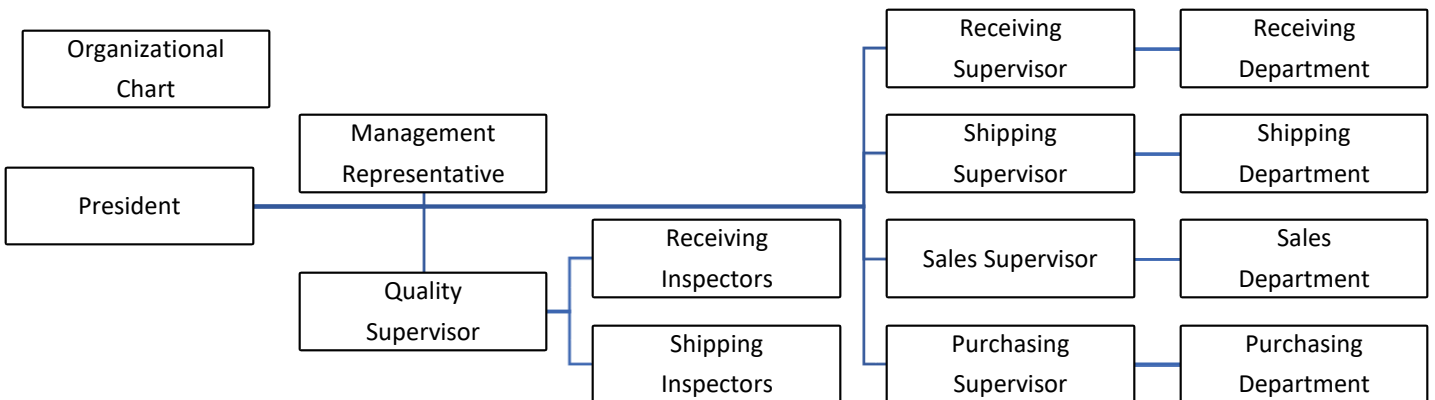 Organizational
Chart
President
Management
Representative
Quality
Supervisor
Receiving
Inspectors
Shipping
Inspectors
Receiving
Supervisor
Receiving
Department
Shipping
Supervisor
Shipping
Department
Sales Supervisor
Sales
Department
Purchasing
Supervisor
Purchasing
Department